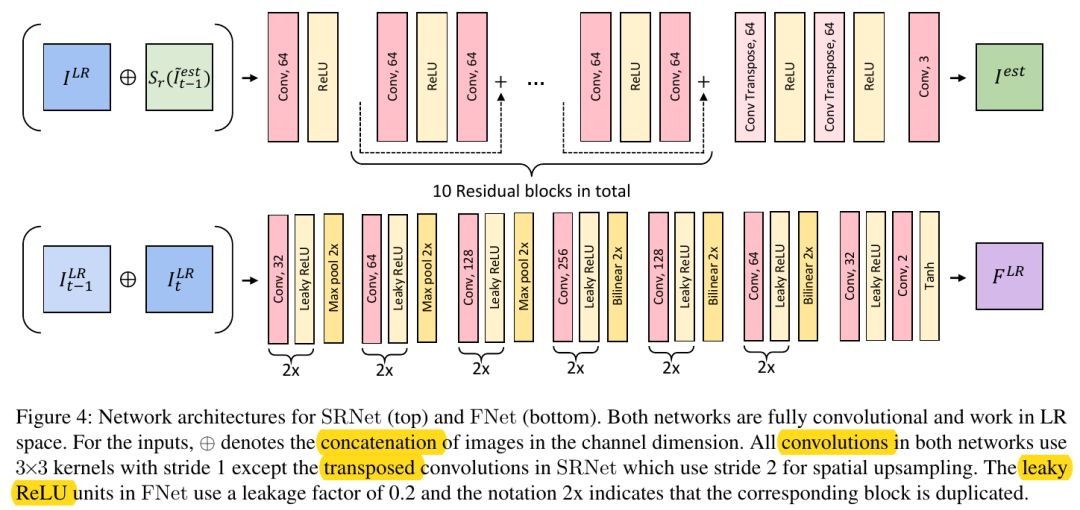 I^{LR} ⊕ S_r(Ĩ^{est}_{t−1})
Conv, 64
ReLU
Conv, 64
ReLU
Conv, 64
+
...
Conv, 64
ReLU
Conv, 64
+
Conv Transpose, 64
ReLU
Conv Transpose, 64
ReLU
Conv, 3
I^{est}
10 Residual blocks in total
I^{LR}_{t−1} ⊕ I^{LR}_t
Conv, 32
Leaky ReLU
Max pool 2x
Conv, 64
Leaky ReLU
Max pool 2x
Conv, 128
Leaky ReLU
Max pool 2x
Conv, 256
Leaky ReLU
Bilinear 2x
Conv, 128
Leaky ReLU
Bilinear 2x
Conv, 64
Leaky ReLU
Bilinear 2x
Conv, 32
Leaky ReLU
Conv, 2
Tanh
F^{LR}
2x 2x 2x 2x 2x 2x
Figure 4: Network architectures for SRNet (top) and FNet (bottom). Both networks are fully convolutional and work in LR
space. For the inputs, ⊕ denotes the concatenation of images in the channel dimension. All convolutions in both networks use
3×3 kernels with stride 1 except the transposed convolutions in SRNet which use stride 2 for spatial upsampling. The leaky
ReLU units in FNet use a leakage factor of 0.2 and the notation 2x indicates that the corresponding block is duplicated.